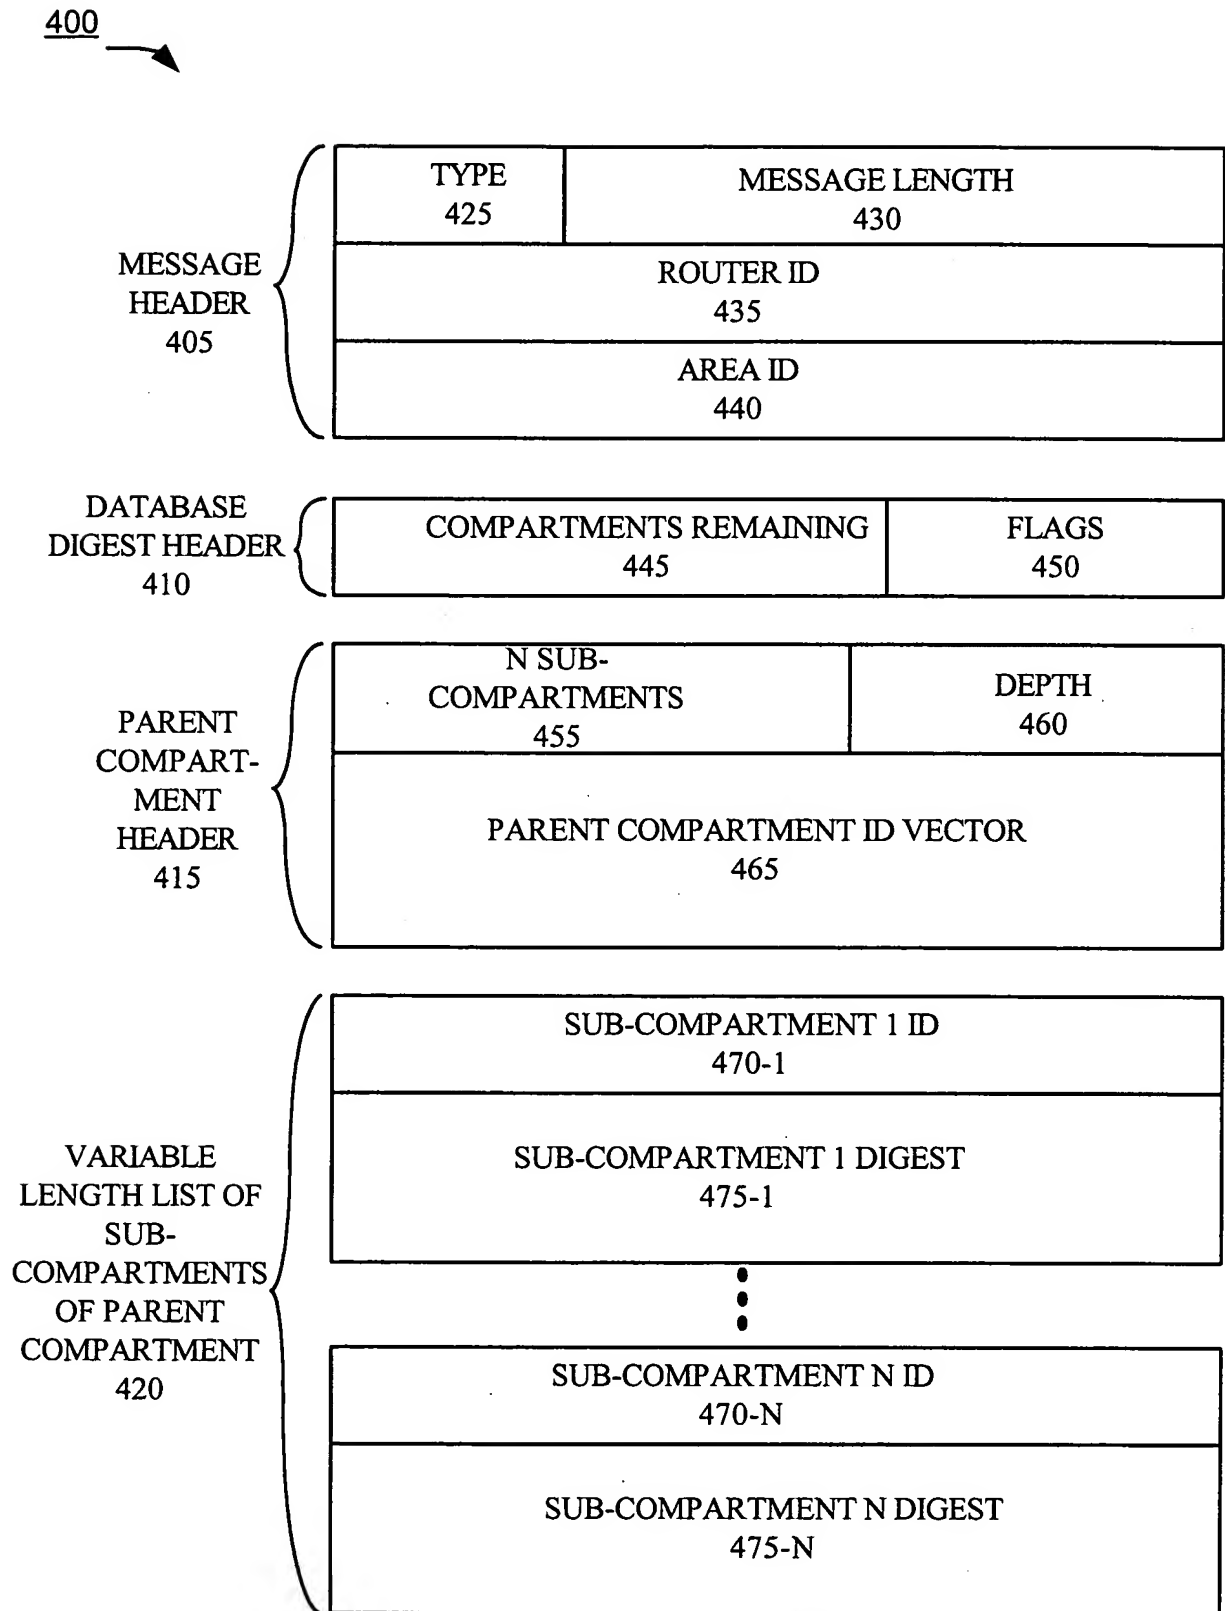 400
TYPE
425
MESSAGE LENGTH
430
MESSAGE
HEADER
405
ROUTER ID
435
AREA ID
440
DATABASE
DIGEST HEADER
410
COMPARTMENTS REMAINING
445
FLAGS
450
PARENT
COMPART-
MENT
HEADER
415
N SUB-
COMPARTMENTS
455
DEPTH
460
PARENT COMPARTMENT ID VECTOR
465
VARIABLE
LENGTH LIST OF
SUB-
COMPARTMENTS
OF PARENT
COMPARTMENT
420
SUB-COMPARTMENT 1 ID
470-1
SUB-COMPARTMENT 1 DIGEST
475-1
SUB-COMPARTMENT N ID
470-N
SUB-COMPARTMENT N DIGEST
475-N